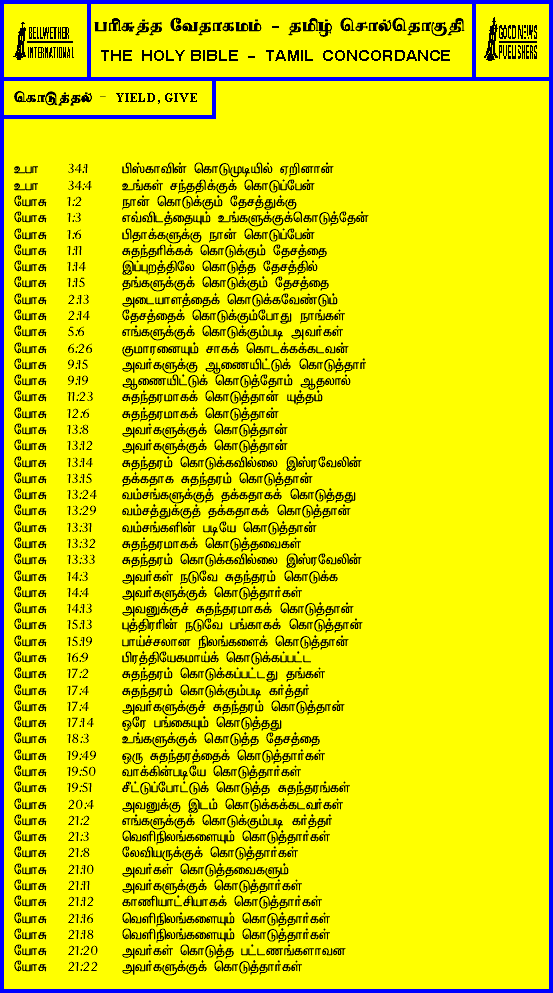 BELLWETHER
INTERNATIONAL
பரிசுத்த வேதாகமம் - தமிழ் சொல்தொகுதி
THE HOLY BIBLE - TAMIL CONCORDANCE
GOOD NEWS
PUBLISHERS
கொடுத்தல் - YIELD, GIVE
உபா 34:1 பிஸ்காவின் கொடுமுடியில் ஏறினான்
உபா 34:4 உங்கள் சந்ததிக்குக் கொடுப்பேன்
யோசு 1:2 நான் கொடுக்கும் தேசத்துக்கு
யோசு 1:3 எவ்விடத்தையும் உங்களுக்குக்கொடுத்தேன்
யோசு 1:6 பிதாக்களுக்கு நான் கொடுப்பேன்
யோசு 1:11 சுதந்தரிக்கக் கொடுக்கும் தேசத்தை
யோசு 1:14 இப்புறத்திலே கொடுத்த தேசத்தில்
யோசு 1:15 தங்களுக்குக் கொடுக்கும் தேசத்தை
யோசு 2:13 அடையாளத்தைக் கொடுக்கவேண்டும்
யோசு 2:14 தேசத்தைக் கொடுக்கும்போது நாங்கள்
யோசு 5:6 எங்களுக்குக் கொடுக்கும்படி அவர்கள்
யோசு 6:26 குமாரனையும் சாகக் கொடக்கக்கடவன்
யோசு 9:15 அவர்களுக்கு ஆணையிட்டுக் கொடுத்தார்
யோசு 9:19 ஆணையிட்டுக் கொடுத்தோம் ஆதலால்
யோசு 11:23 சுதந்தரமாகக் கொடுத்தான் யுத்தம்
யோசு 12:6 சுதந்தரமாகக் கொடுத்தான்
யோசு 13:8 அவர்களுக்குக் கொடுத்தான்
யோசு 13:12 அவர்களுக்குக் கொடுத்தான்
யோசு 13:14 சுதந்தரம் கொடுக்கவில்லை இஸ்ரவேலின்
யோசு 13:15 தக்கதாக சுதந்தரம் கொடுத்தான்
யோசு 13:24 வம்சங்களுக்குத் தக்கதாகக் கொடுத்தது
யோசு 13:29 வம்சத்துக்குத் தக்கதாகக் கொடுத்தான்
யோசு 13:31 வம்சங்களின் படியே கொடுத்தான்
யோசு 13:32 சுதந்தரமாகக் கொடுத்தவைகள்
யோசு 13:33 சுதந்தரம் கொடுக்கவில்லை இஸ்ரவேலின்
யோசு 14:3 அவர்கள் நடுவே சுதந்தரம் கொடுக்க
யோசு 14:4 அவர்களுக்குக் கொடுத்தார்கள்
யோசு 14:13 அவனுக்குச் சுதந்தரமாகக் கொடுத்தான்
யோசு 15:13 புத்திரரின் நடுவே பங்காகக் கொடுத்தான்
யோசு 15:19 பாய்ச்சலான நிலங்களைக் கொடுத்தான்
யோசு 16:9 பிரத்தியேகமாய்க் கொடுக்கப்பட்ட
யோசு 17:2 சுதந்தரம் கொடுக்கப்பட்டது தங்கள்
யோசு 17:4 சுதந்தரம் கொடுக்கும்படி கர்த்தர்
யோசு 17:4 அவர்களுக்குச் சுதந்தரம் கொடுத்தான்
யோசு 17:14 ஒரே பங்கையும் கொடுத்தது
யோசு 18:3 உங்களுக்குக் கொடுத்த தேசத்தை
யோசு 19:49 ஒரு சுதந்தரத்தைக் கொடுத்தார்கள்
யோசு 19:50 வாக்கின்படியே கொடுத்தார்கள்
யோசு 19:51 சீட்டுப்போட்டுக் கொடுத்த சுதந்தரங்கள்
யோசு 20:4 அவனுக்கு இடம் கொடுக்கக்கடவர்கள்
யோசு 21:2 எங்களுக்குக் கொடுக்கும்படி கர்த்தர்
யோசு 21:3 வெளிநிலங்களையும் கொடுத்தார்கள்
யோசு 21:8 லேவியருக்குக் கொடுத்தார்கள்
யோசு 21:10 அவர்கள் கொடுத்தவைகளும்
யோசு 21:11 அவர்களுக்குக் கொடுத்தார்கள்
யோசு 21:12 காணியாட்சியாகக் கொடுத்தார்கள்
யோசு 21:16 வெளிநிலங்களையும் கொடுத்தார்கள்
யோசு 21:18 வெளிநிலங்களையும் கொடுத்தார்கள்
யோசு 21:20 அவர்கள் கொடுத்த பட்டணங்களாவன
யோசு 21:22 அவர்களுக்குக் கொடுத்தார்கள்